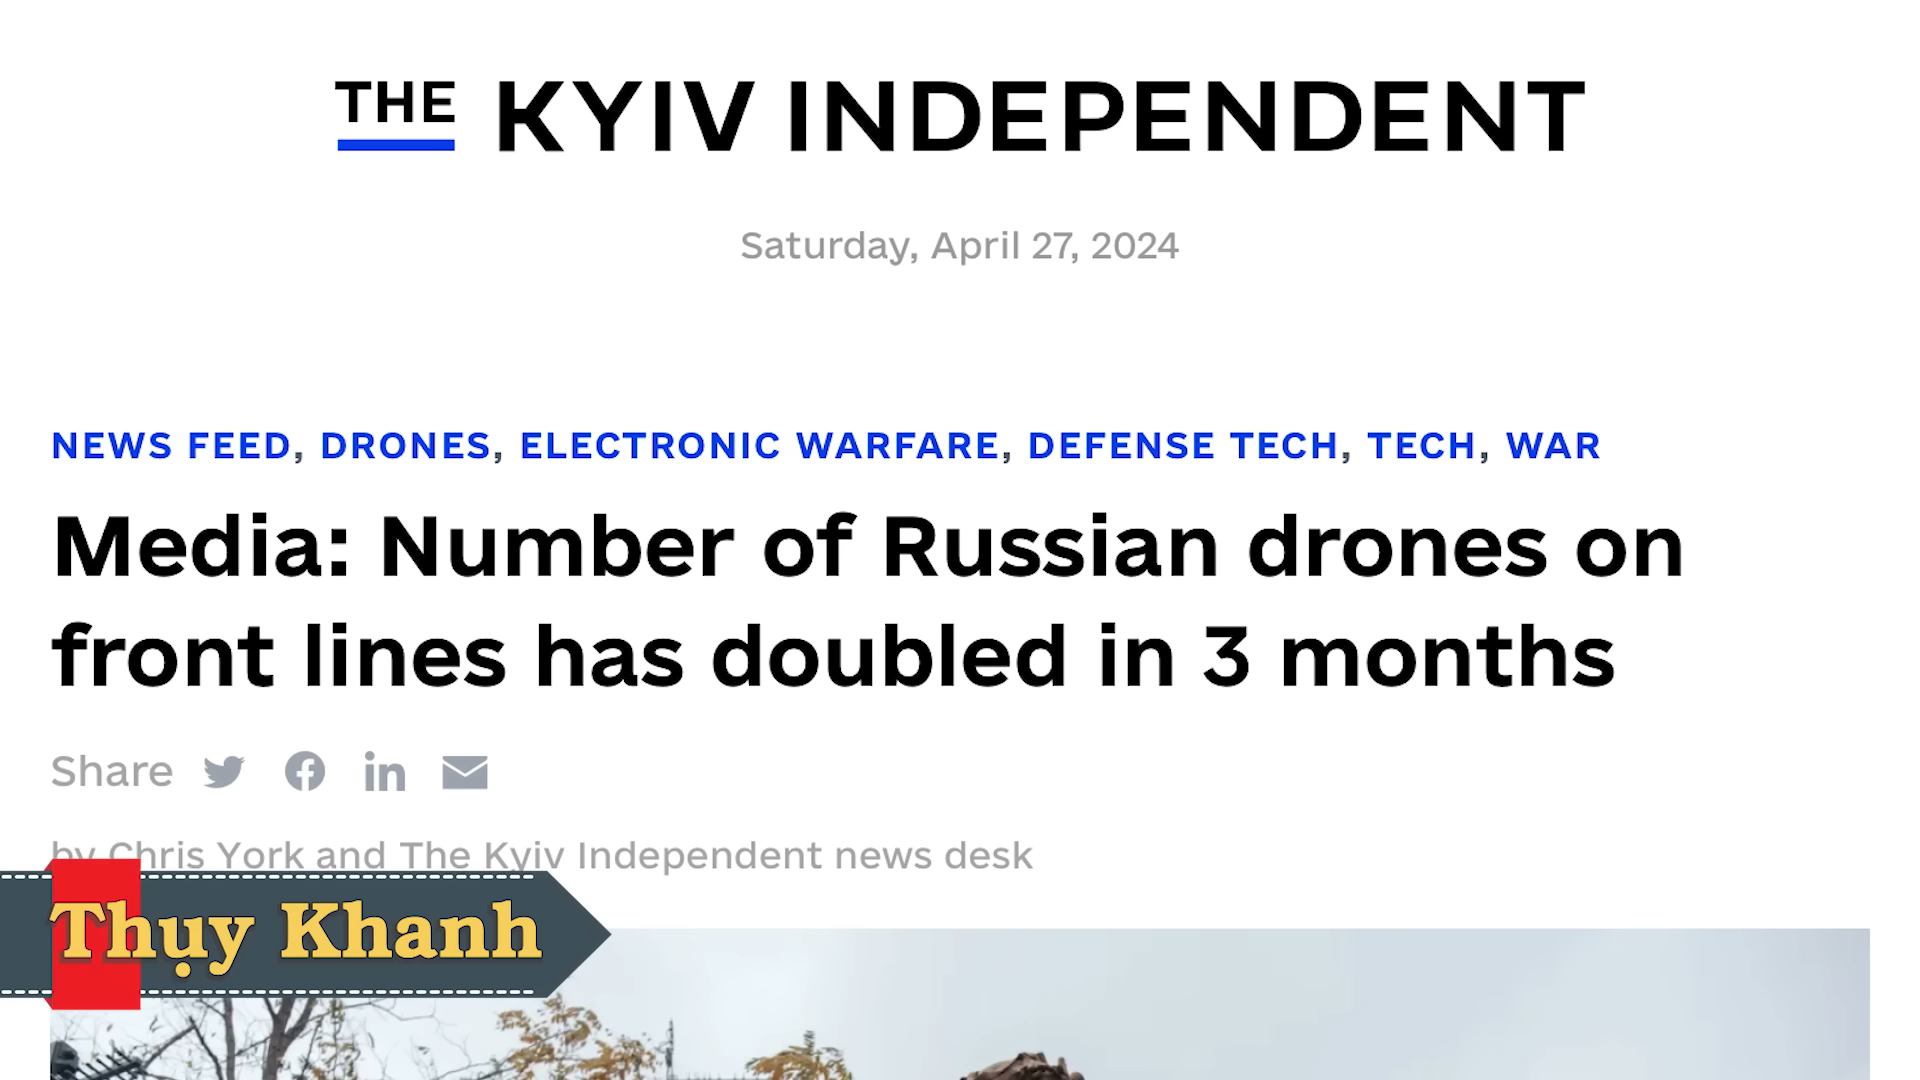 THE KYIV INDEPENDENT
Saturday, April 27, 2024
NEWS FEED, DRONES, ELECTRONIC WARFARE, DEFENSE TECH, TECH, WAR
Media: Number of Russian drones on
front lines has doubled in 3 months
Share
by Chris York and The Kyiv Independent news desk
Thụy Khanh